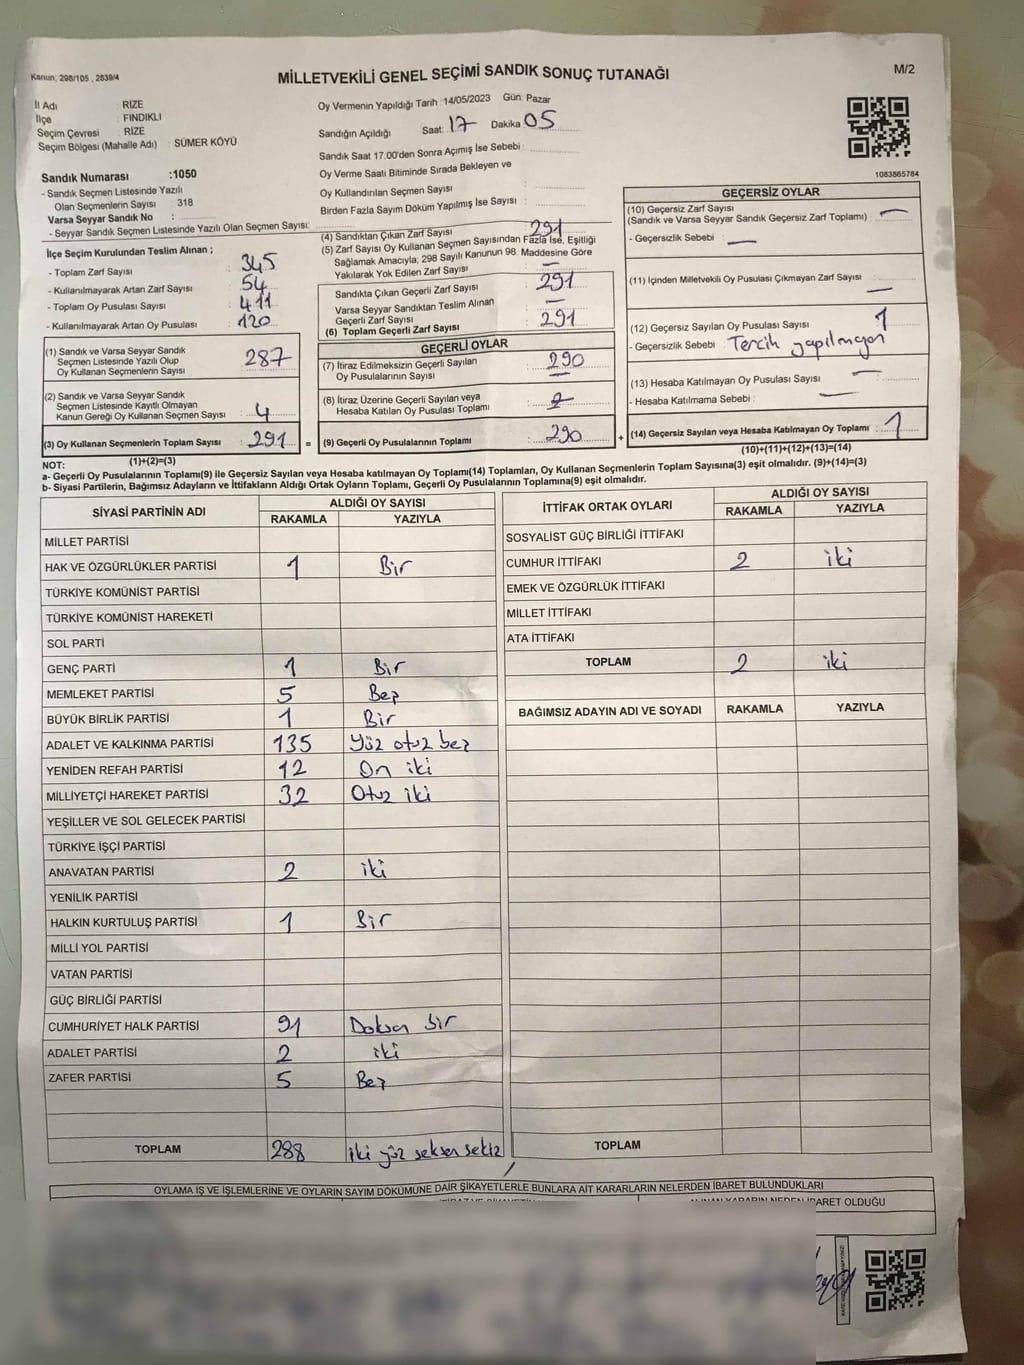 Kanun; 298/105 , 2839/4
MİLLETVEKİLİ GENEL SEÇİMİ SANDIK SONUÇ TUTANAĞI
M/2
İl Adı : RİZE
İlçe : FINDIKLI
Seçim Çevresi : RİZE
Seçim Bölgesi (Mahalle Adı) : SÜMER KÖYÜ
Sandık Numarası :1050
- Sandık Seçmen Listesinde Yazılı
Olan Seçmenlerin Sayısı : 318
Varsa Seyyar Sandık No :
- Seyyar Sandık Seçmen Listesinde Yazılı Olan Seçmen Sayısı:
Oy Vermenin Yapıldığı Tarih :14/05/2023 Gün: Pazar
Sandığın Açıldığı Saat: 17 Dakika 05
Sandık Saat 17.00'den Sonra Açmış İse Sebebi :
Oy Verme Saati Bitiminde Sırada Bekleyen ve
Oy Kullandırılan Seçmen Sayısı :
Birden Fazla Sayım Döküm Yapılmış İse Sayısı :
1083865784
İlçe Seçim Kurulundan Teslim Alınan ;
- Toplam Zarf Sayısı : 345
- Kullanılmayarak Artan Zarf Sayısı : 54
- Toplam Oy Pusulası Sayısı : 411
- Kullanılmayarak Artan Oy Pusulası : 120
(1) Sandık ve Varsa Seyyar Sandık
Seçmen Listesinde Yazılı Olup
Oy Kullanan Seçmenlerin Sayısı : 287
(2) Sandık ve Varsa Seyyar Sandık
Seçmen Listesinde Kayıtlı Olmayan
Kanun Gereği Oy Kullanan Seçmen Sayısı : 4
(3) Oy Kullanan Seçmenlerin Toplam Sayısı : 291 =
(1)+(2)=(3)
(4) Sandıktan Çıkan Zarf Sayısı : 291
(5) Zarf Sayısı Oy Kullanan Seçmen Sayısından Fazla İse, Eşitliği
Sağlamak Amacıyla; 298 Sayılı Kanunun 98. Maddesine Göre
Yakılarak Yok Edilen Zarf Sayısı : —
Sandıkta Çıkan Geçerli Zarf Sayısı : 291
Varsa Seyyar Sandıktan Teslim Alınan
Geçerli Zarf Sayısı : —
(6) Toplam Geçerli Zarf Sayısı : 291
GEÇERLİ OYLAR
(7) İtiraz Edilmeksizin Geçerli Sayılan
Oy Pusulalarının Sayısı : 290
(8) İtiraz Üzerine Geçerli Sayılan veya
Hesaba Katılan Oy Pusulası Toplamı :
(9) Geçerli Oy Pusulalarının Toplamı : 290 +
GEÇERSİZ OYLAR
(10) Geçersiz Zarf Sayısı : —
(Sandık ve Varsa Seyyar Sandık Geçersiz Zarf Toplamı)
- Geçersizlik Sebebi : —
(11) İçinden Milletvekili Oy Pusulası Çıkmayan Zarf Sayısı : —
(12) Geçersiz Sayılan Oy Pusulası Sayısı : 1
- Geçersizlik Sebebi : Tercih yapılmayan
(13) Hesaba Katılmayan Oy Pusulası Sayısı : —
- Hesaba Katılmama Sebebi : —
(14) Geçersiz Sayılan veya Hesaba Katılmayan Oy Toplamı : 1
(10)+(11)+(12)+(13)=(14)
NOT:
a- Geçerli Oy Pusulalarının Toplamı(9) ile Geçersiz Sayılan veya Hesaba katılmayan Oy Toplamı(14) Toplamları, Oy Kullanan Seçmenlerin Toplam Sayısına(3) eşit olmalıdır. (9)+(14)=(3)
b- Siyasi Partilerin, Bağımsız Adayların ve İttifakların Aldığı Ortak Oyların Toplamı, Geçerli Oy Pusulalarının Toplamına(9) eşit olmalıdır.
SİYASİ PARTİNİN ADI ALDIĞI OY SAYISI
RAKAMLA YAZIYLA
MİLLET PARTİSİ
HAK VE ÖZGÜRLÜKLER PARTİSİ 1 Bir
TÜRKİYE KOMÜNİST PARTİSİ
TÜRKİYE KOMÜNİST HAREKETİ
SOL PARTİ
GENÇ PARTİ 1 Bir
MEMLEKET PARTİSİ 5 Beş
BÜYÜK BİRLİK PARTİSİ 1 Bir
ADALET VE KALKINMA PARTİSİ 135 Yüz otuz beş
YENİDEN REFAH PARTİSİ 12 On iki
MİLLİYETÇİ HAREKET PARTİSİ 32 Otuz iki
YEŞİLLER VE SOL GELECEK PARTİSİ
TÜRKİYE İŞÇİ PARTİSİ
ANAVATAN PARTİSİ 2 iki
YENİLİK PARTİSİ
HALKIN KURTULUŞ PARTİSİ 1 Bir
MİLLİ YOL PARTİSİ
VATAN PARTİSİ
GÜÇ BİRLİĞİ PARTİSİ
CUMHURİYET HALK PARTİSİ 91 Doksan bir
ADALET PARTİSİ 2 iki
ZAFER PARTİSİ 5 Beş
TOPLAM 288 iki yüz seksen sekiz
İTTİFAK ORTAK OYLARI ALDIĞI OY SAYISI
RAKAMLA YAZIYLA
SOSYALİST GÜÇ BİRLİĞİ İTTİFAKI
CUMHUR İTTİFAKI 2 iki
EMEK VE ÖZGÜRLÜK İTTİFAKI
MİLLET İTTİFAKI
ATA İTTİFAKI
TOPLAM 2 iki
BAĞIMSIZ ADAYIN ADI VE SOYADI RAKAMLA YAZIYLA
TOPLAM
OYLAMA İŞ VE İŞLEMLERİNE VE OYLARIN SAYIM DÖKÜMÜNE DAİR ŞİKAYETLERLE BUNLARA AİT KARARLARIN NELERDEN İBARET BULUNDUKLARI
ALINAN KARARIN NEDEN İBARET OLDUĞU